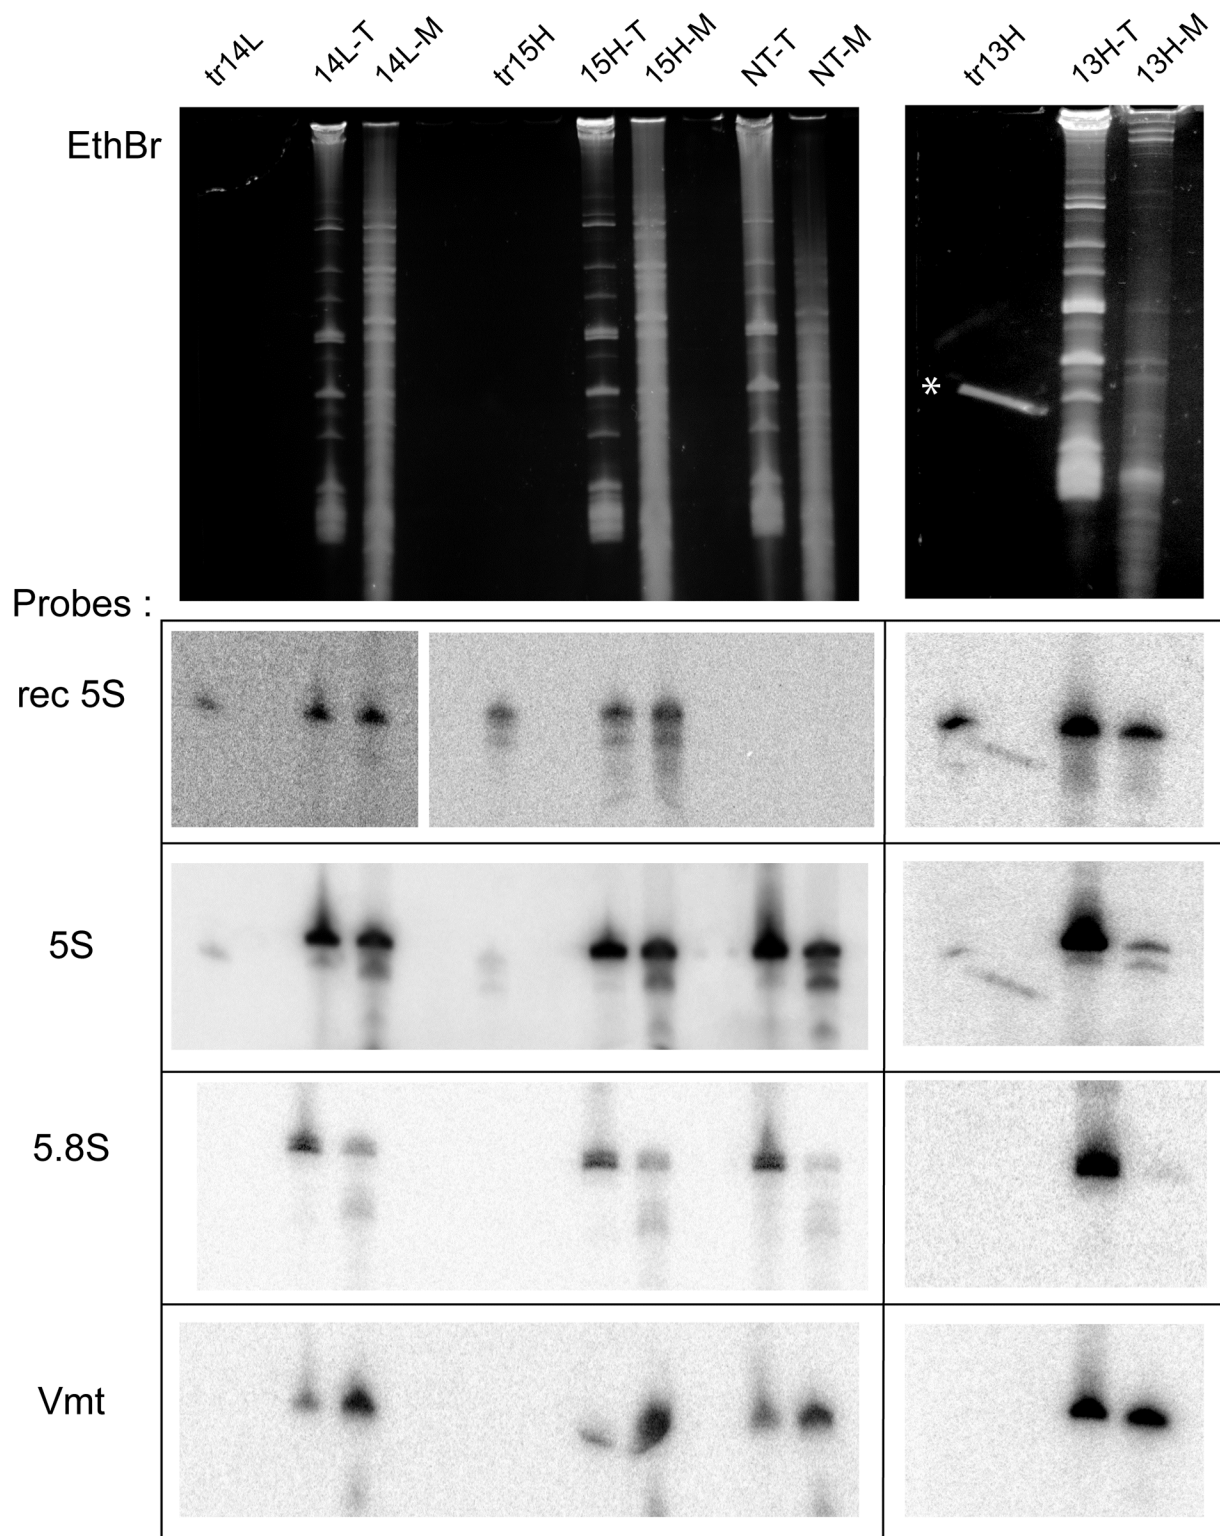 tr14L 14L-T 14L-M tr15H 15H-T 15H-M NT-T NT-M tr13H 13H-T 13H-M
EthBr
*
Probes :
rec 5S
5S
5.8S
Vmt